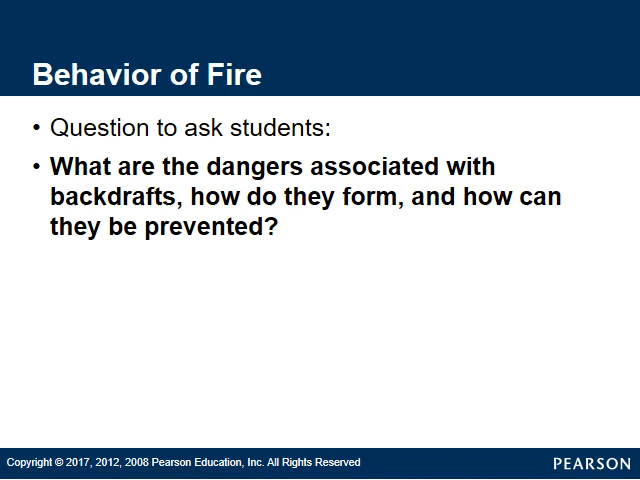 Behavior of Fire
• Question to ask students:
• What are the dangers associated with
backdrafts, how do they form, and how can
they be prevented?
Copyright © 2017, 2012, 2008 Pearson Education, Inc. All Rights Reserved
PEARSON